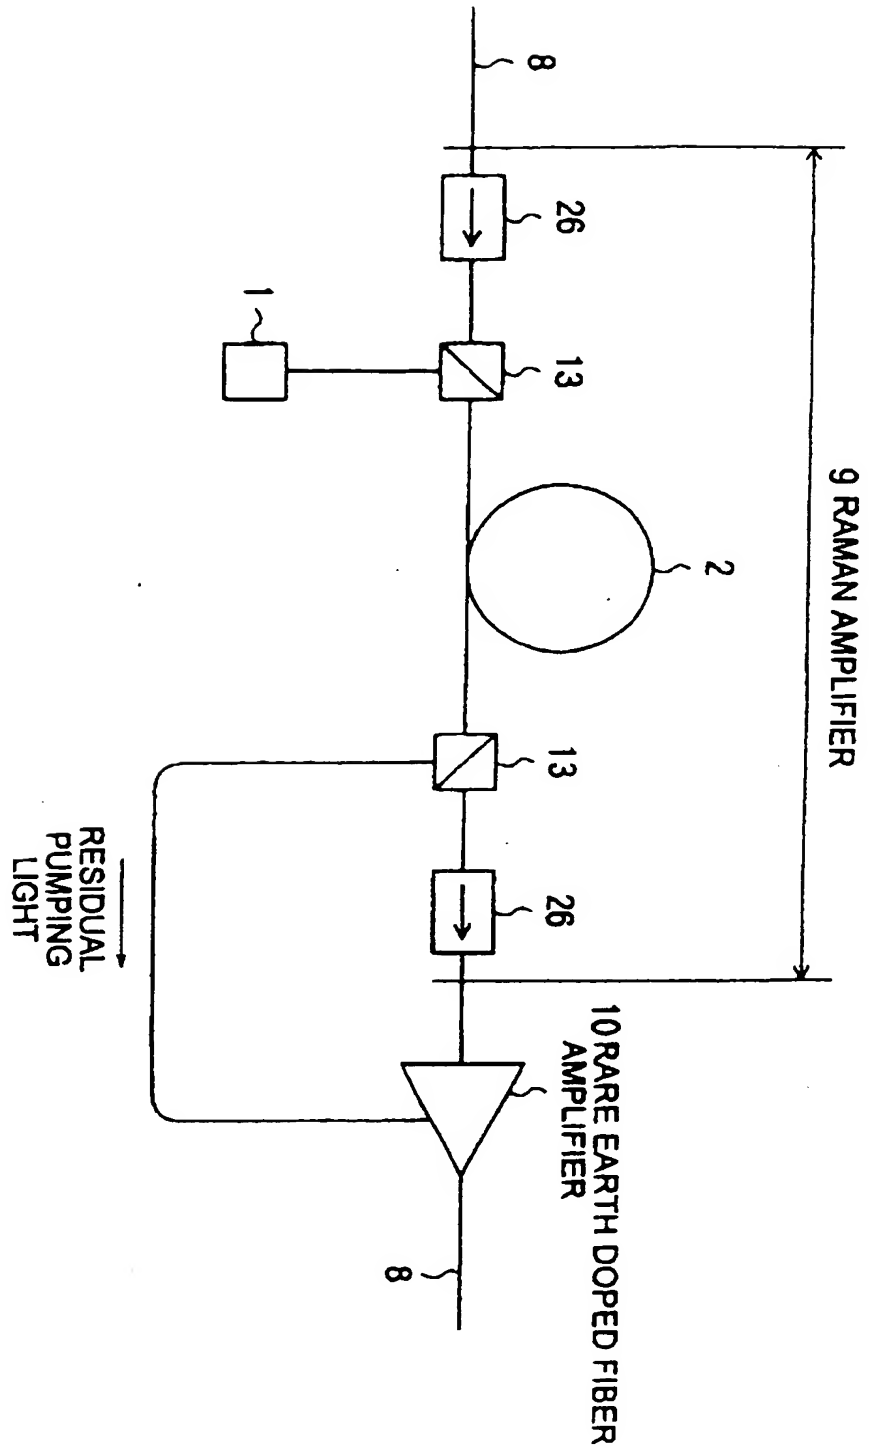 9 RAMAN AMPLIFIER
8
26
13
2
13
26
10 RARE EARTH DOPED FIBER
AMPLIFIER
1
8
RESIDUAL
PUMPING
LIGHT